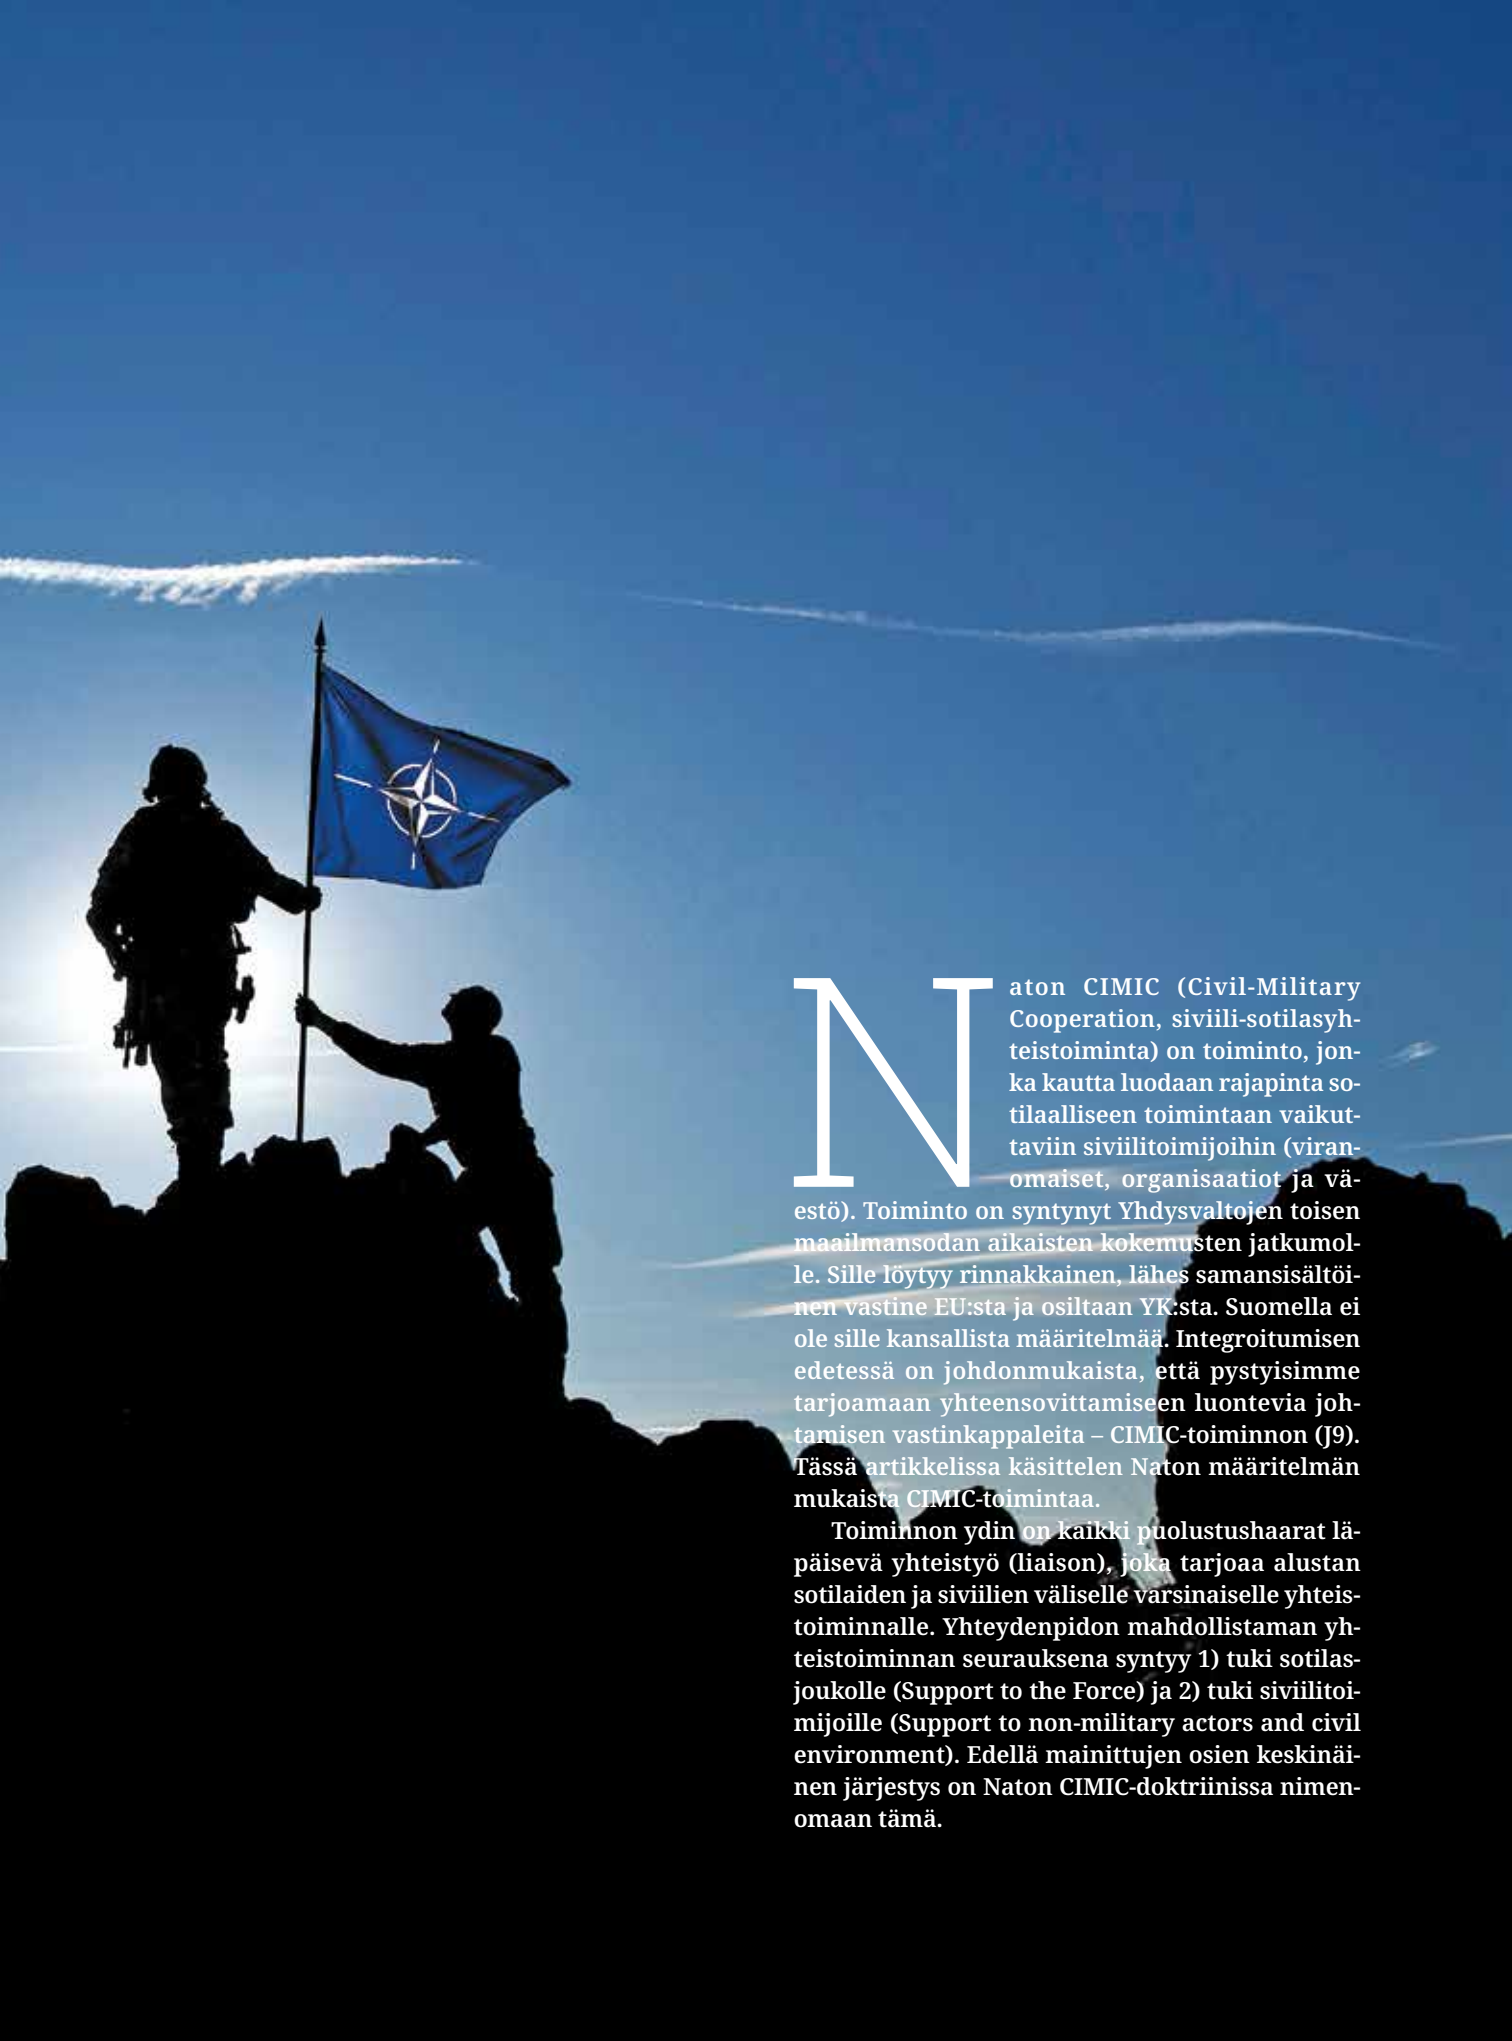 Naton CIMIC (Civil-Military
Cooperation, siviili-sotilasyh-
teistoiminta) on toiminto, jon-
ka kautta luodaan rajapinta so-
tilaalliseen toimintaan vaikut-
taviin siviilitoimijoihin (viran-
omaiset, organisaatiot ja vä-
estö). Toiminto on syntynyt Yhdysvaltojen toisen
maailmansodan aikaisten kokemusten jatkumol-
le. Sille löytyy rinnakkainen, lähes samansisältöi-
nen vastine EU:sta ja osiltaan YK:sta. Suomella ei
ole sille kansallista määritelmää. Integroitumisen
edetessä on johdonmukaista, että pystyisimme
tarjoamaan yhteensovittamiseen luontevia joh-
tamisen vastinkappaleita – CIMIC-toiminnon (J9).
Tässä artikkelissa käsittelen Naton määritelmän
mukaista CIMIC-toimintaa.
Toiminnon ydin on kaikki puolustushaarat lä-
päisevä yhteistyö (liaison), joka tarjoaa alustan
sotilaiden ja siviilien väliselle varsinaiselle yhteis-
toiminnalle. Yhteydenpidon mahdollistaman yh-
teistoiminnan seurauksena syntyy 1) tuki sotilas-
joukolle (Support to the Force) ja 2) tuki siviilitoi-
mijoille (Support to non-military actors and civil
environment). Edellä mainittujen osien keskinäi-
nen järjestys on Naton CIMIC-doktriinissa nimen-
omaan tämä.